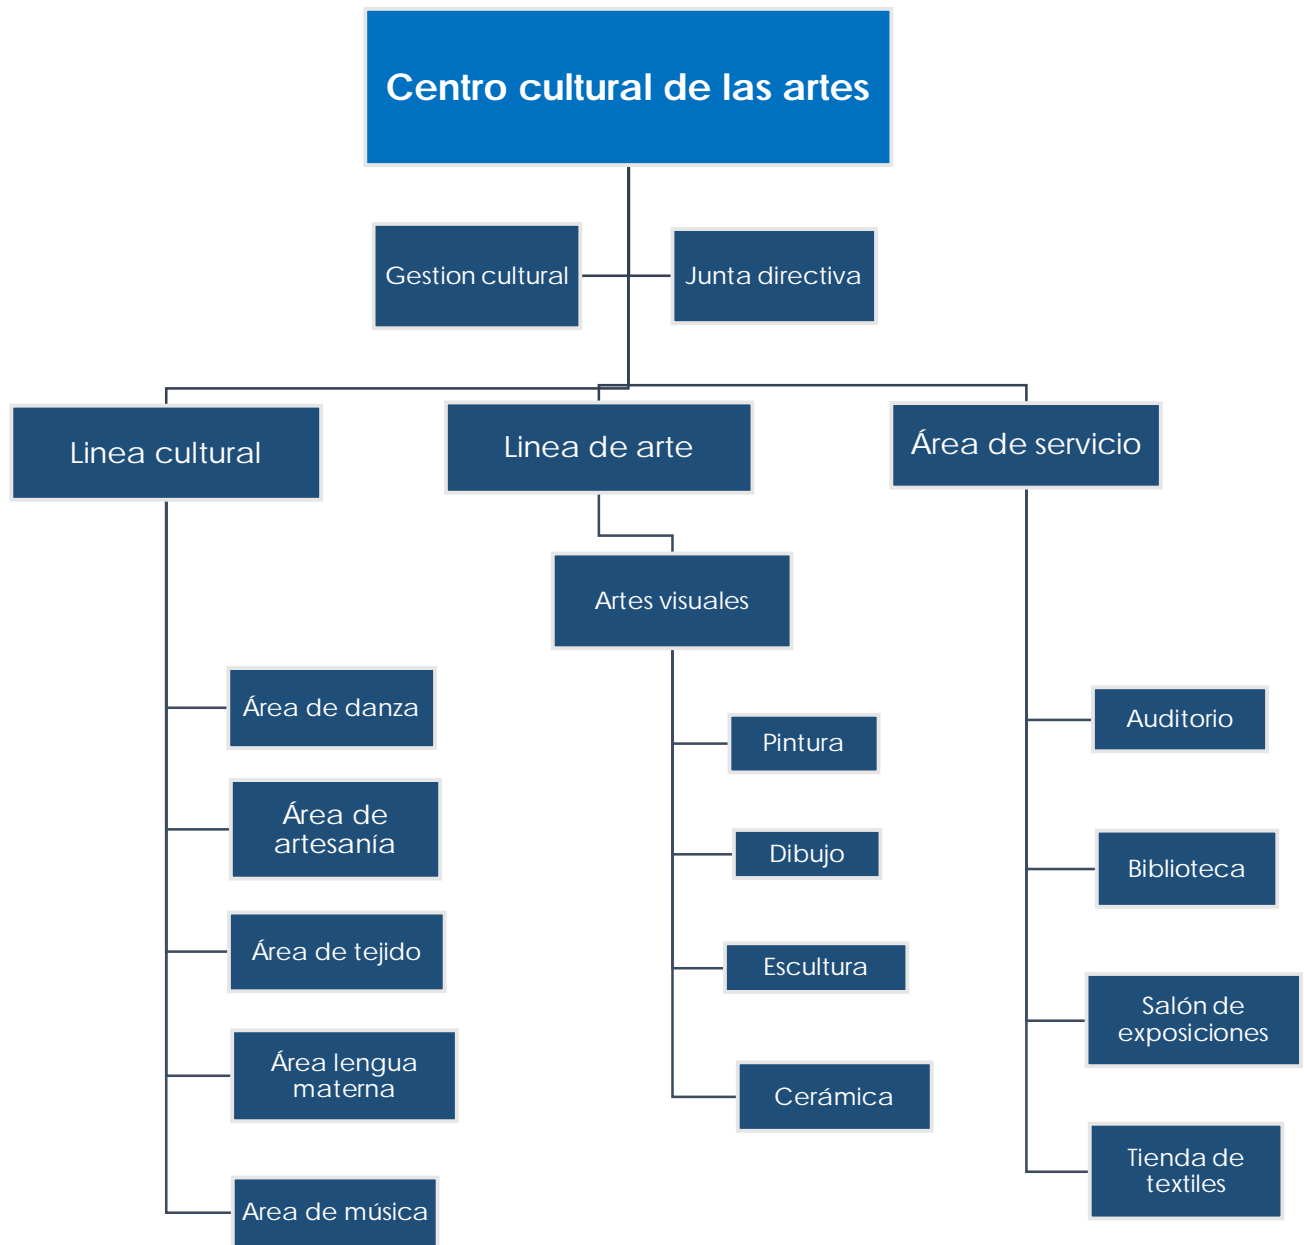 Centro cultural de las artes
Gestion cultural
Junta directiva
Linea cultural
Linea de arte
Área de servicio
Artes visuales
Área de danza
Área de
artesanía
Área de tejido
Área lengua
materna
Area de música
Pintura
Dibujo
Escultura
Cerámica
Auditorio
Biblioteca
Salón de
exposiciones
Tienda de
textiles